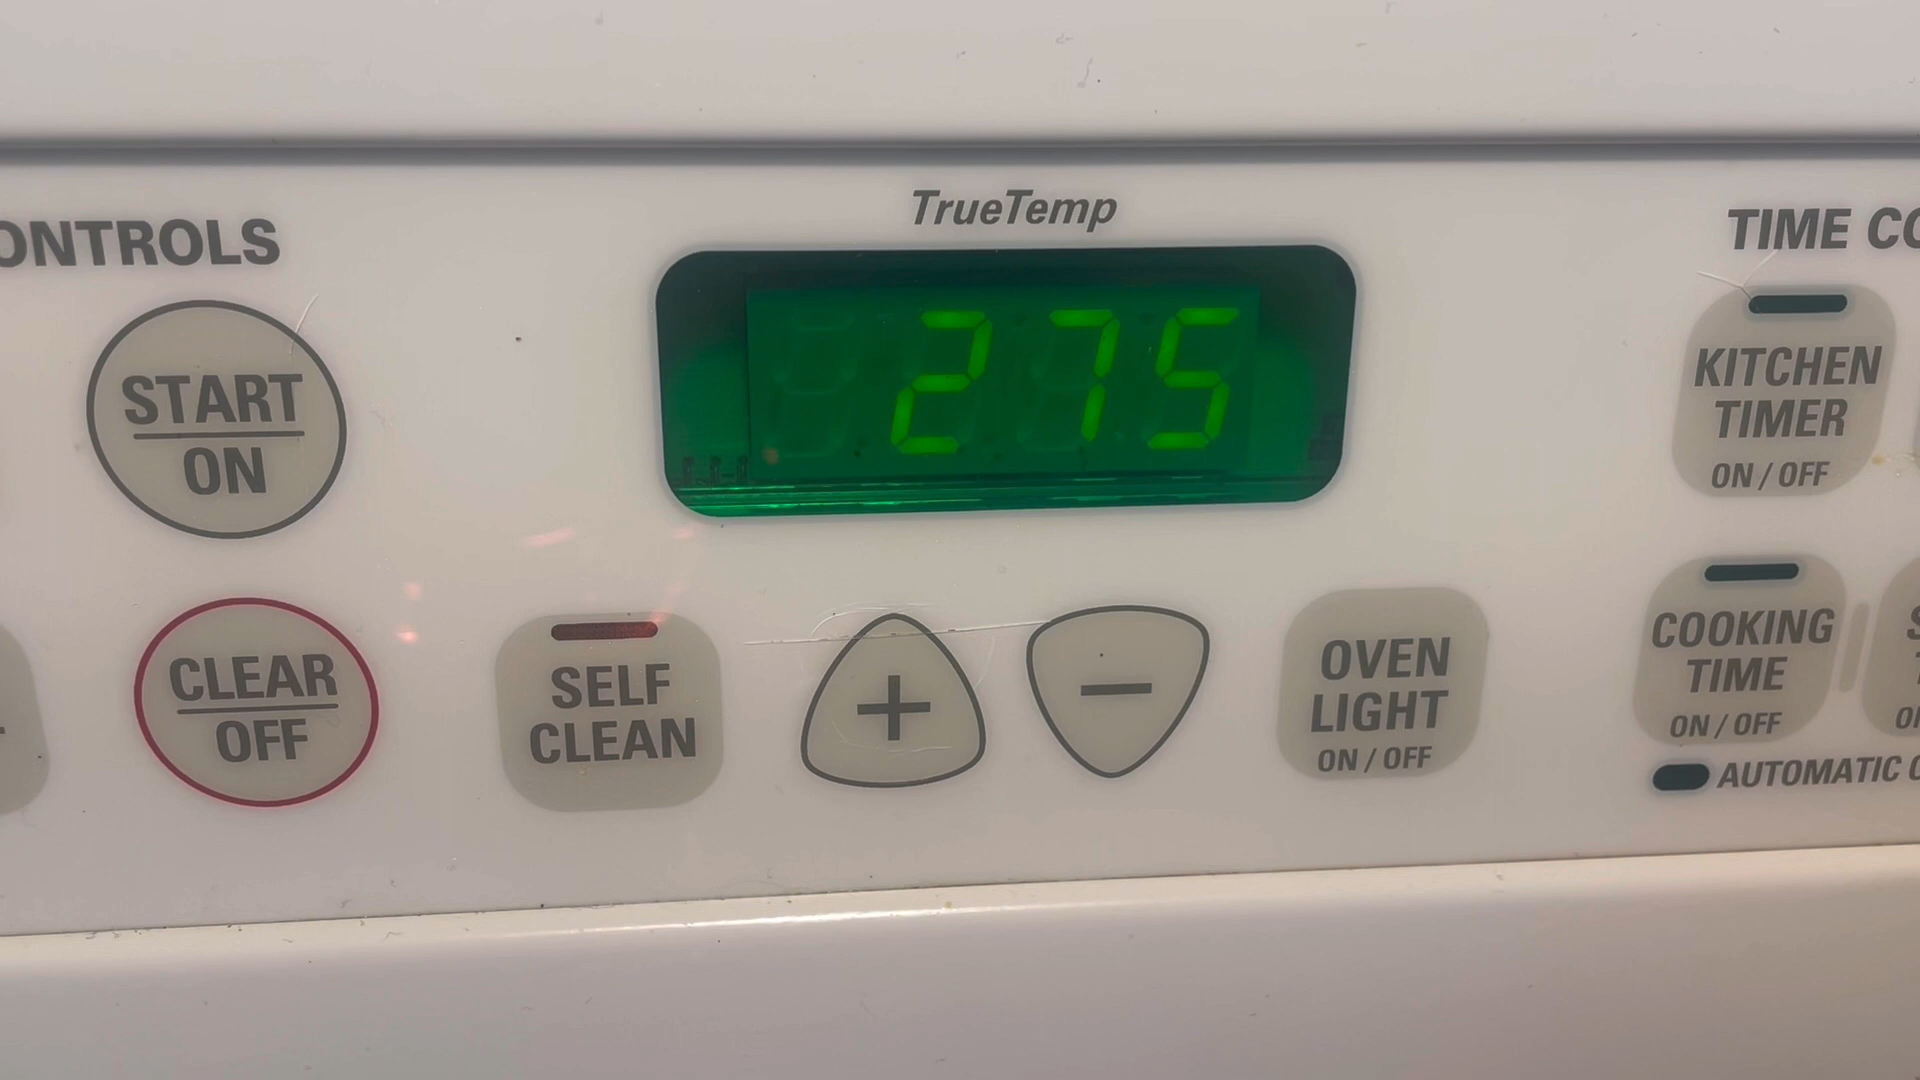 TrueTemp
ONTROLS
TIME CO
275
START
ON
KITCHEN
TIMER
ON / OFF
CLEAR
OFF
SELF
CLEAN
+
−
OVEN
LIGHT
ON / OFF
COOKING
TIME
ON / OFF
AUTOMATIC